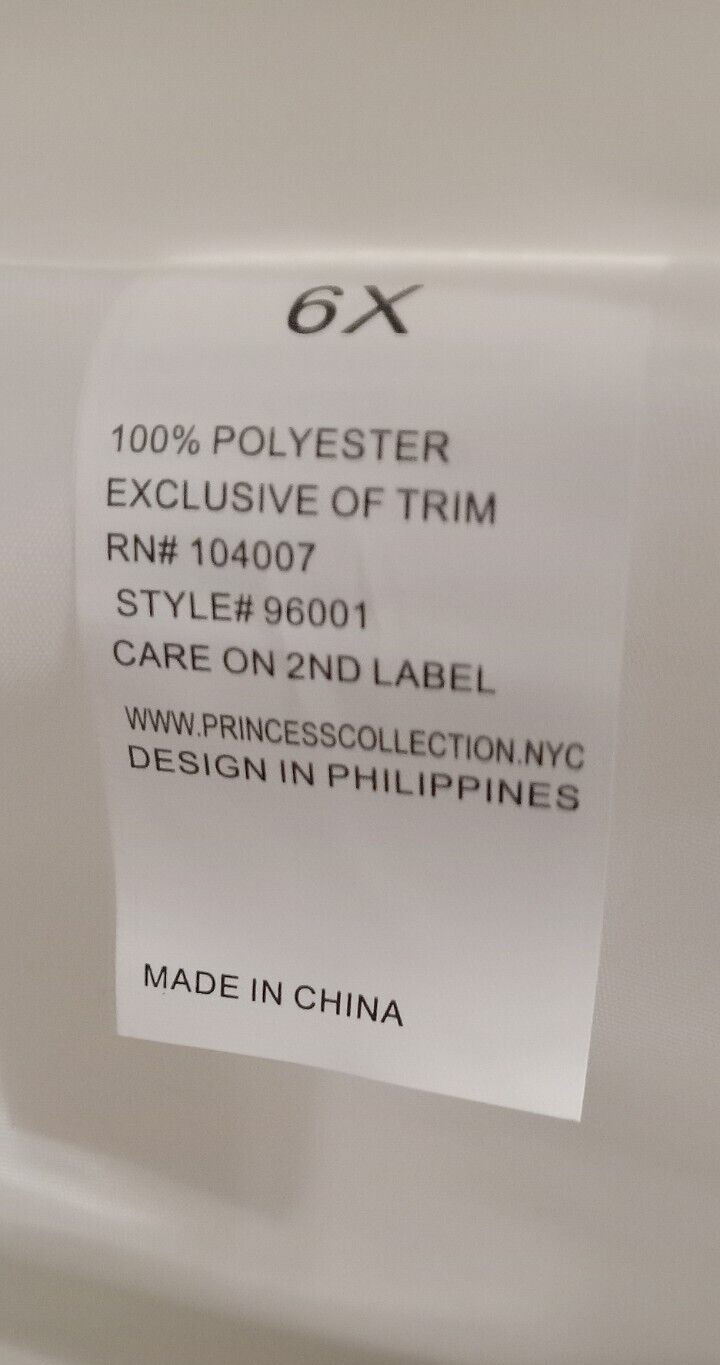 6X
100% POLYESTER
EXCLUSIVE OF TRIM
RN# 104007
STYLE# 96001
CARE ON 2ND LABEL
WWW.PRINCESSCOLLECTION.NYC
DESIGN IN PHILIPPINES
MADE IN CHINA